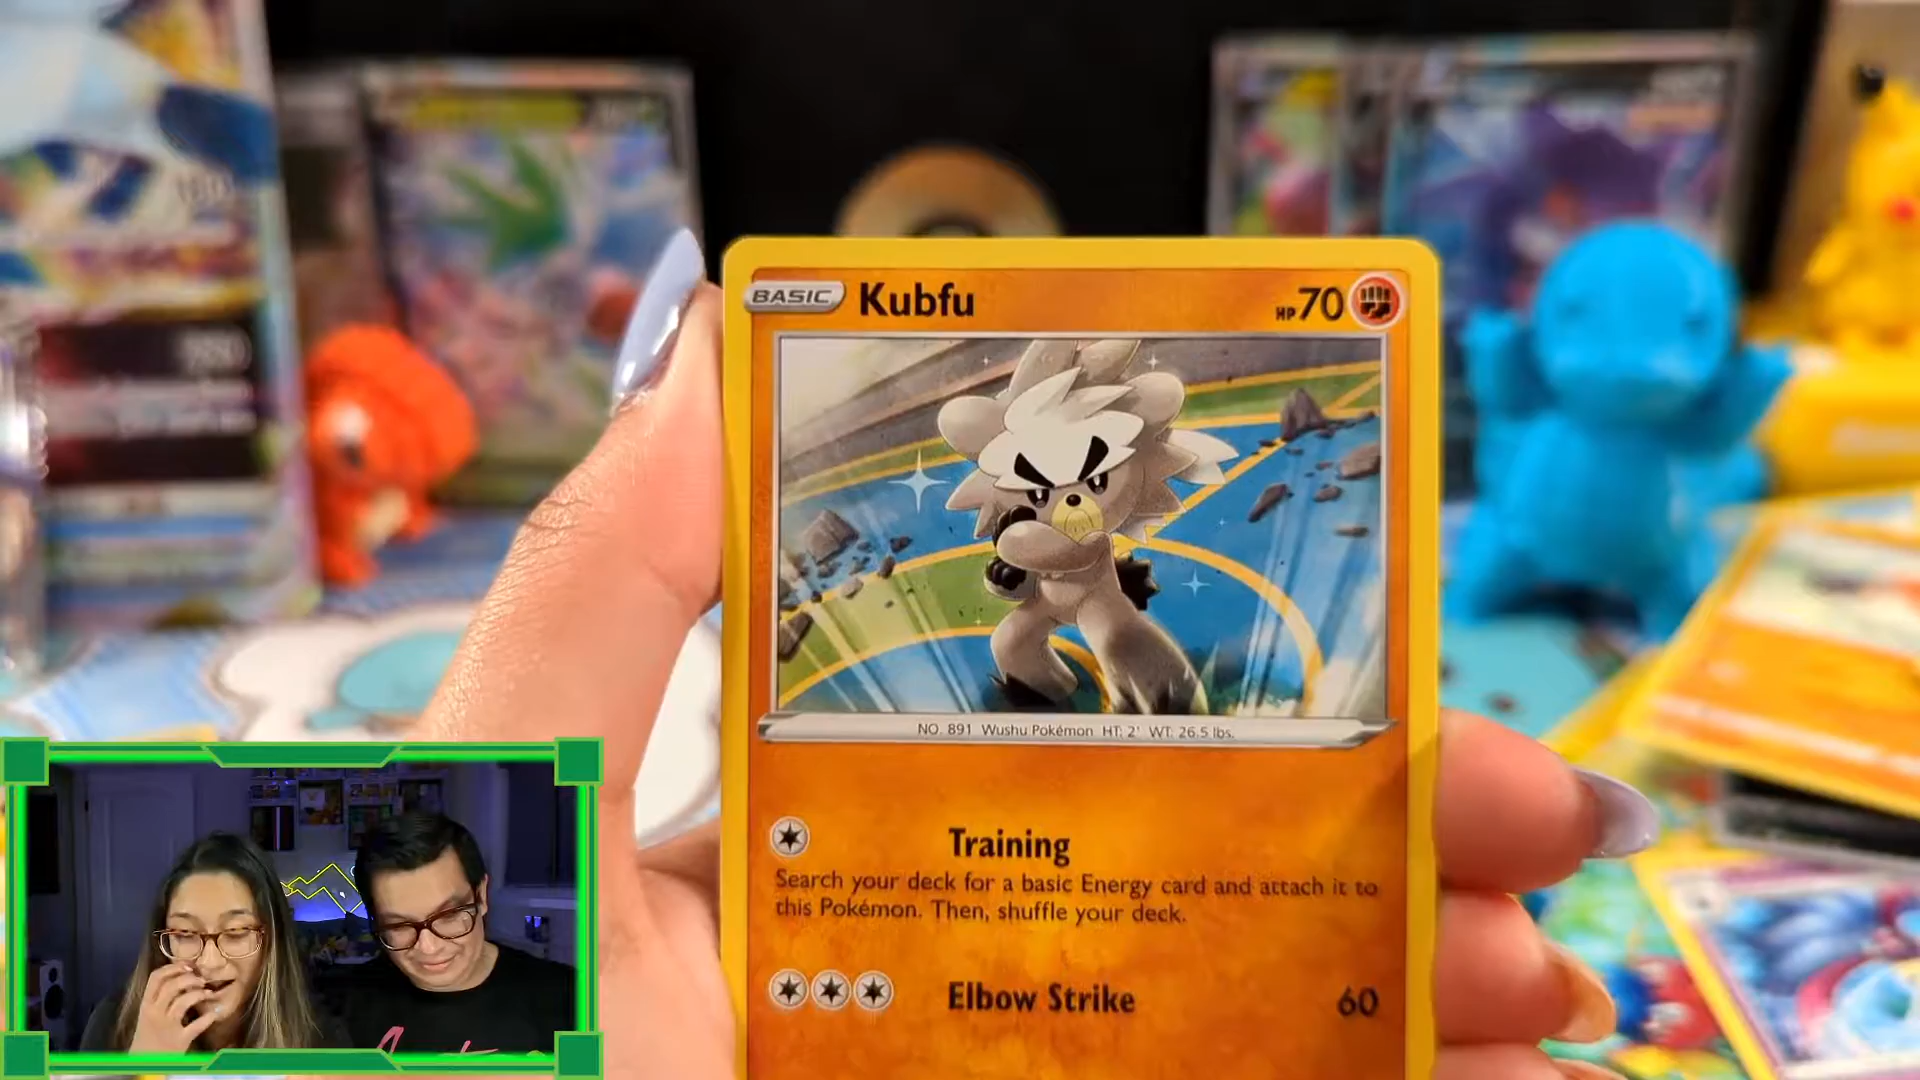 BASIC Kubfu HP70
NO. 891 Wushu Pokémon HT: 2' WT: 26.5 lbs.
Training
Search your deck for a basic Energy card and attach it to
this Pokémon. Then, shuffle your deck.
Elbow Strike 60